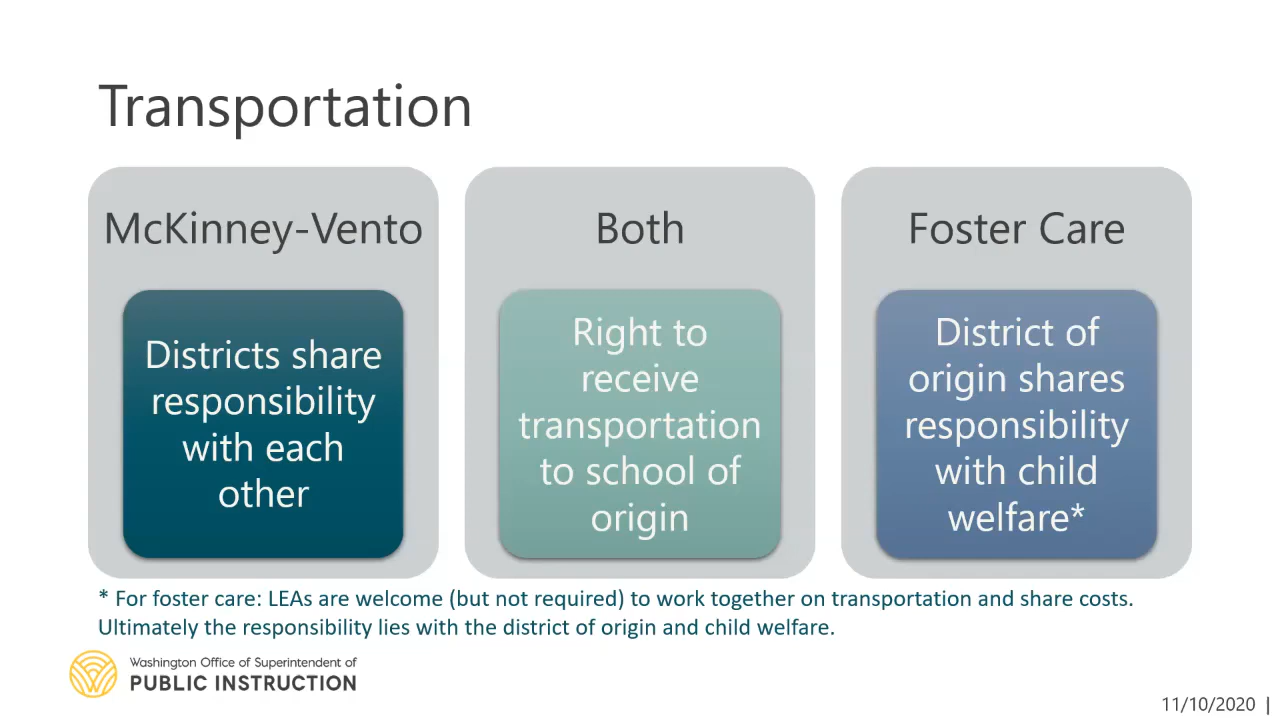 Transportation
McKinney-Vento
Districts share
responsibility
with each
other
Both
Right to
receive
transportation
to school of
origin
Foster Care
District of
origin shares
responsibility
with child
welfare*
* For foster care: LEAs are welcome (but not required) to work together on transportation and share costs.
Ultimately the responsibility lies with the district of origin and child welfare.
Washington Office of Superintendent of
PUBLIC INSTRUCTION
11/10/2020 |